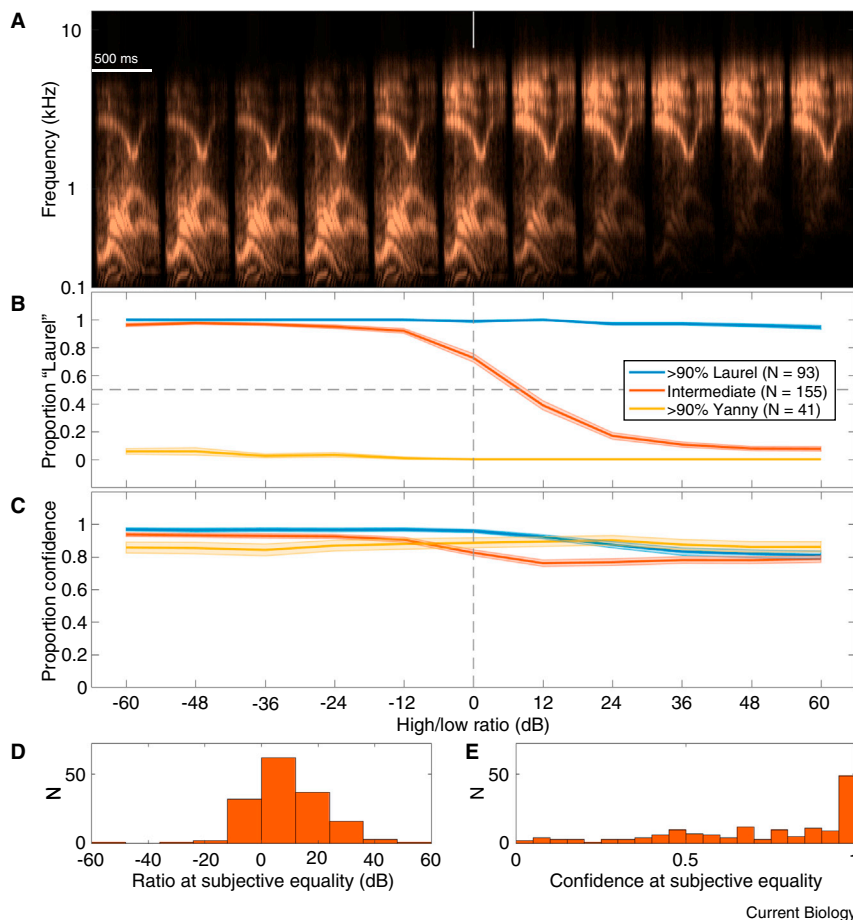 A
10
500 ms
Frequency (kHz)
1
0.1
B
1
0.8
0.6
0.4
0.2
0
Proportion “Laurel”
>90% Laurel (N = 93)
Intermediate (N = 155)
>90% Yanny (N = 41)
C
1
0.8
0.6
0.4
0.2
0
Proportion confidence
-60 -48 -36 -24 -12 0 12 24 36 48 60
High/low ratio (dB)
D
50
0
N
-60 -40 -20 0 20 40 60
Ratio at subjective equality (dB)
E
50
0
N
0 0.5 1
Confidence at subjective equality
Current Biology